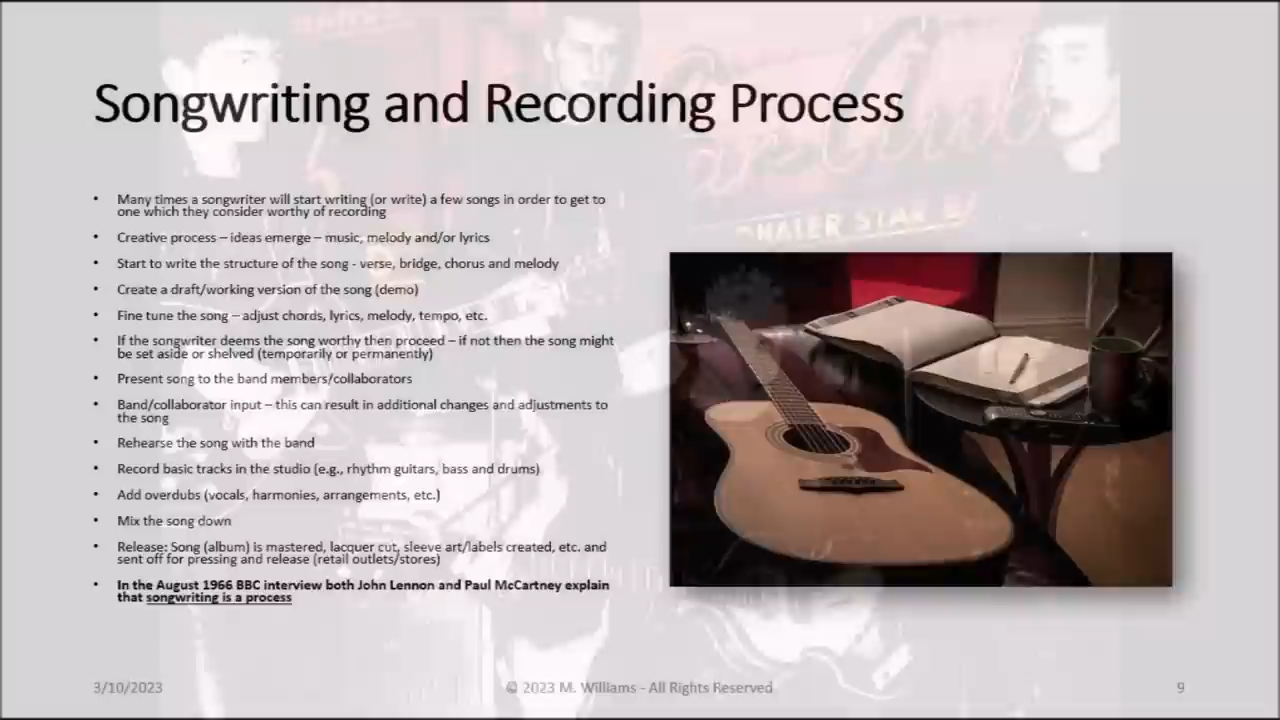 Songwriting and Recording Process
• Many times a songwriter will start writing (or write) a few songs in order to get to
one which they consider worthy of recording
• Creative process – ideas emerge – music, melody and/or lyrics
• Start to write the structure of the song - verse, bridge, chorus and melody
• Create a draft/working version of the song (demo)
• Fine tune the song – adjust chords, lyrics, melody, tempo, etc.
• If the songwriter deems the song worthy then proceed – if not then the song might
be set aside or shelved (temporarily or permanently)
• Present song to the band members/collaborators
• Band/collaborator input – this can result in additional changes and adjustments to
the song
• Rehearse the song with the band
• Record basic tracks in the studio (e.g., rhythm guitars, bass and drums)
• Add overdubs (vocals, harmonies, arrangements, etc.)
• Mix the song down
• Release: Song (album) is mastered, lacquer cut, sleeve art/labels created, etc. and
sent off for pressing and release (retail outlets/stores)
• In the August 1966 BBC interview both John Lennon and Paul McCartney explain
that songwriting is a process
3/10/2023
© 2023 M. Williams - All Rights Reserved
9